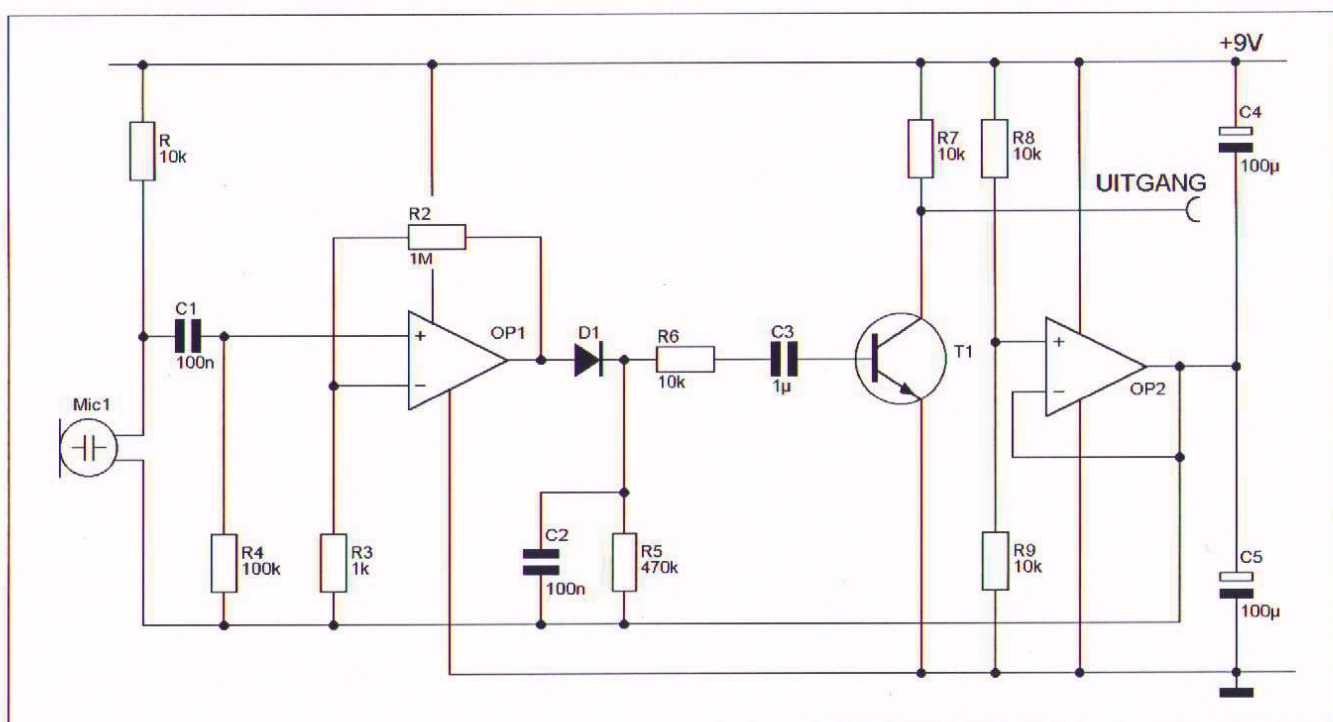 +9V
R
10k
R2
1M
C1
100n
+
−
OP1
Mic1
R4
100k
R3
1k
D1
C2
100n
R5
470k
R6
10k
C3
1µ
T1
R7
10k
R8
10k
UITGANG
C4
100µ
+
−
OP2
R9
10k
C5
100µ